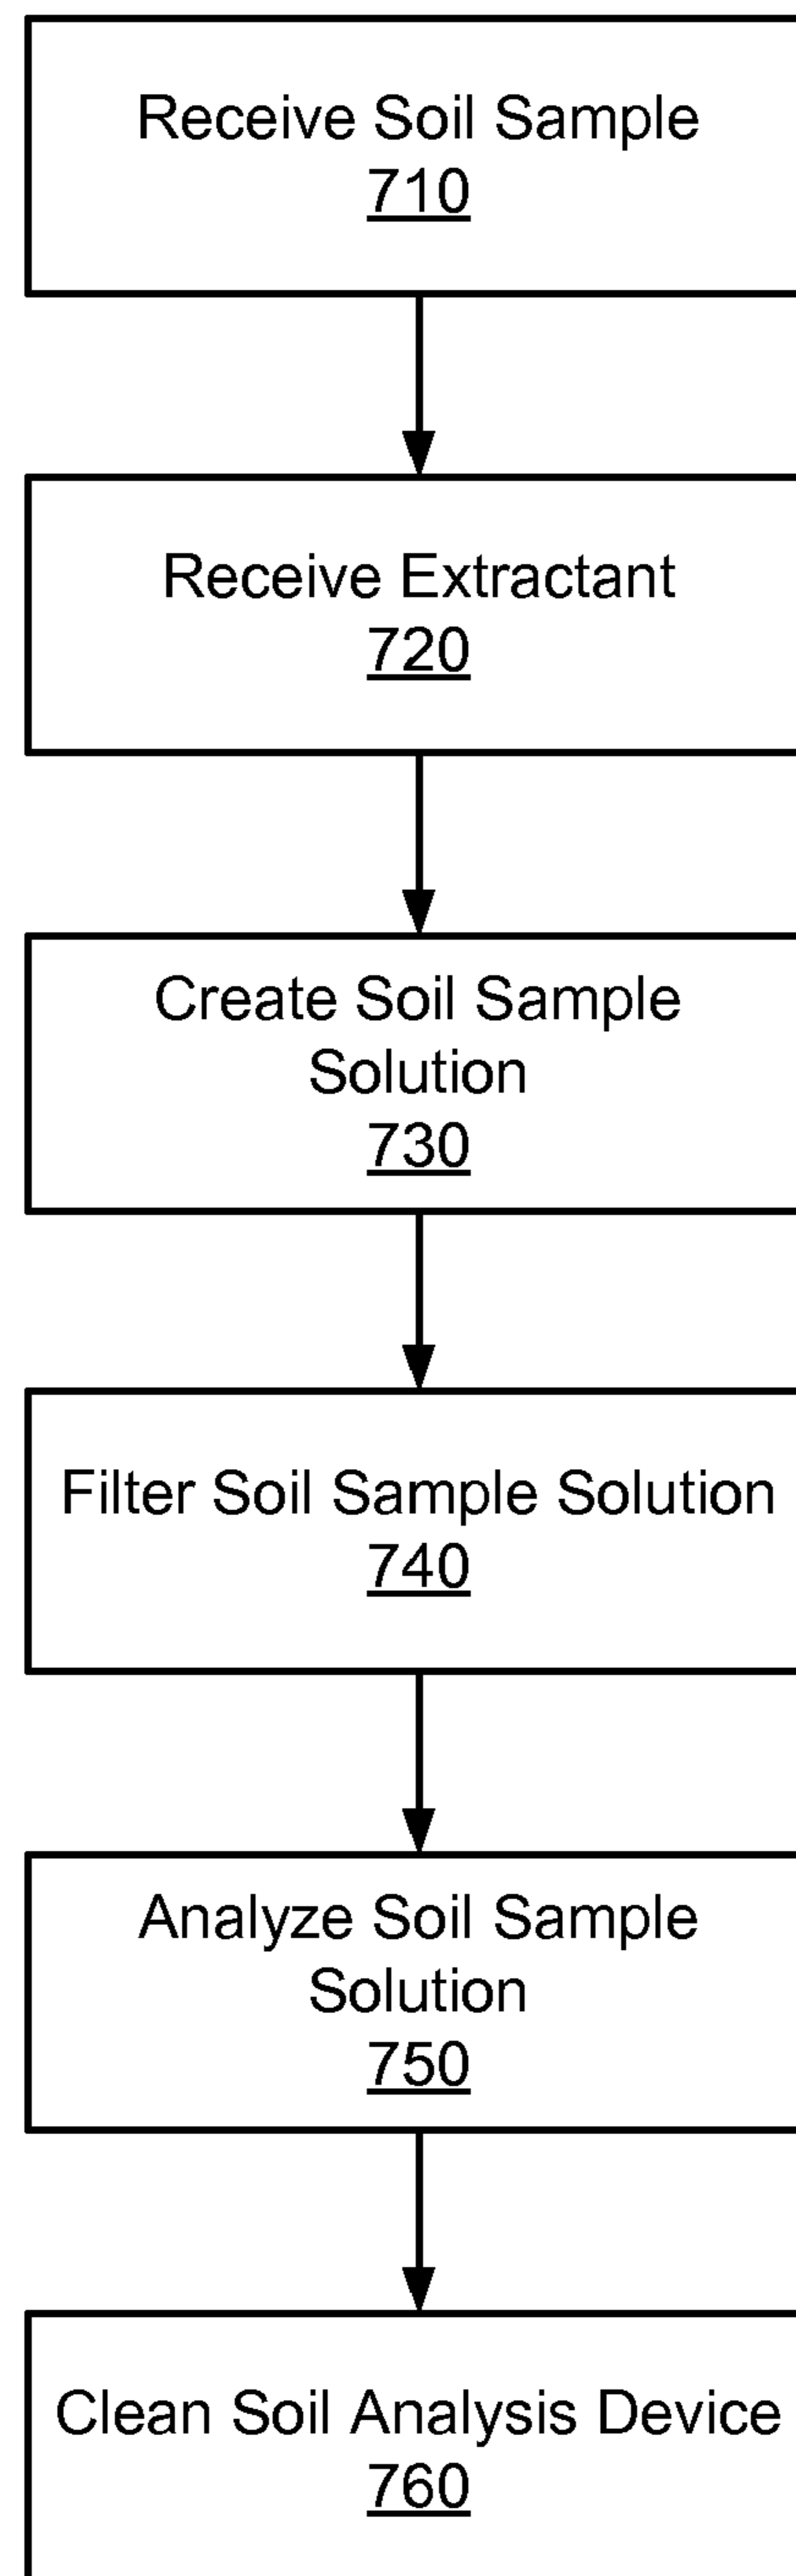 Receive Soil Sample
710
Receive Extractant
720
Create Soil Sample
Solution
730
Filter Soil Sample Solution
740
Analyze Soil Sample
Solution
750
Clean Soil Analysis Device
760